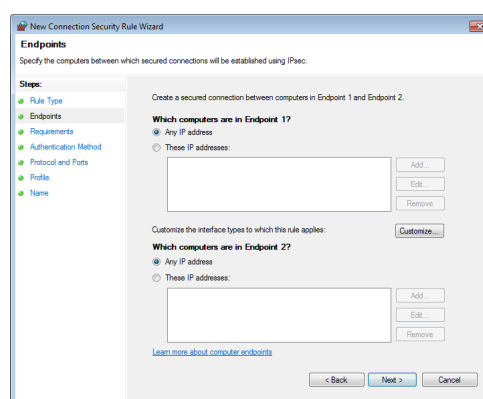 New Connection Security Rule Wizard
Endpoints
Specify the computers between which secured connections will be established using IPsec.
Steps:
Rule Type
Endpoints
Requirements
Authentication Method
Protocol and Ports
Profile
Name
Create a secured connection between computers in Endpoint 1 and Endpoint 2.
Which computers are in Endpoint 1?
Any IP address
These IP addresses:
Add...
Edit...
Remove
Customize the interface types to which this rule applies:
Customize...
Which computers are in Endpoint 2?
Any IP address
These IP addresses:
Add...
Edit...
Remove
Learn more about computer endpoints
< Back
Next >
Cancel